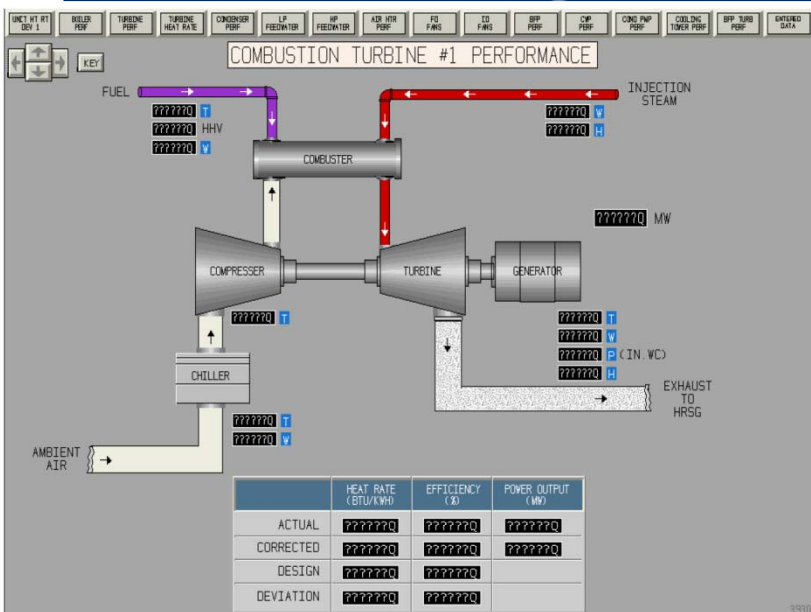 UNIT HT RT
DEV 1
BOILER
PERF
TURBINE
PERF
TURBINE
HEAT RATE
CONDENSER
PERF
LP
FEEDWATER
HP
FEEDWATER
AIR HTR
PERF
FD
FANS
ID
FANS
BFP
PERF
CWP
PERF
COND PMP
PERF
COOLING
TOWER PERF
BFP TURB
PERF
ENTERED
DATA
KEY
COMBUSTION TURBINE #1 PERFORMANCE
FUEL
??????Q T
??????Q HHV
??????Q W
INJECTION
STEAM
??????Q W
??????Q H
COMBUSTER
??????Q MW
COMPRESSER
TURBINE
GENERATOR
??????Q T
??????Q T
??????Q W
??????Q P (IN.WC)
??????Q H
CHILLER
EXHAUST
TO
HRSG
??????Q T
??????Q W
AMBIENT
AIR
HEAT RATE
(BTU/KWH)
EFFICIENCY
(%)
POWER OUTPUT
(MW)
ACTUAL ??????Q ??????Q ??????Q
CORRECTED ??????Q ??????Q ??????Q
DESIGN ??????Q ??????Q
DEVIATION ??????Q ??????Q